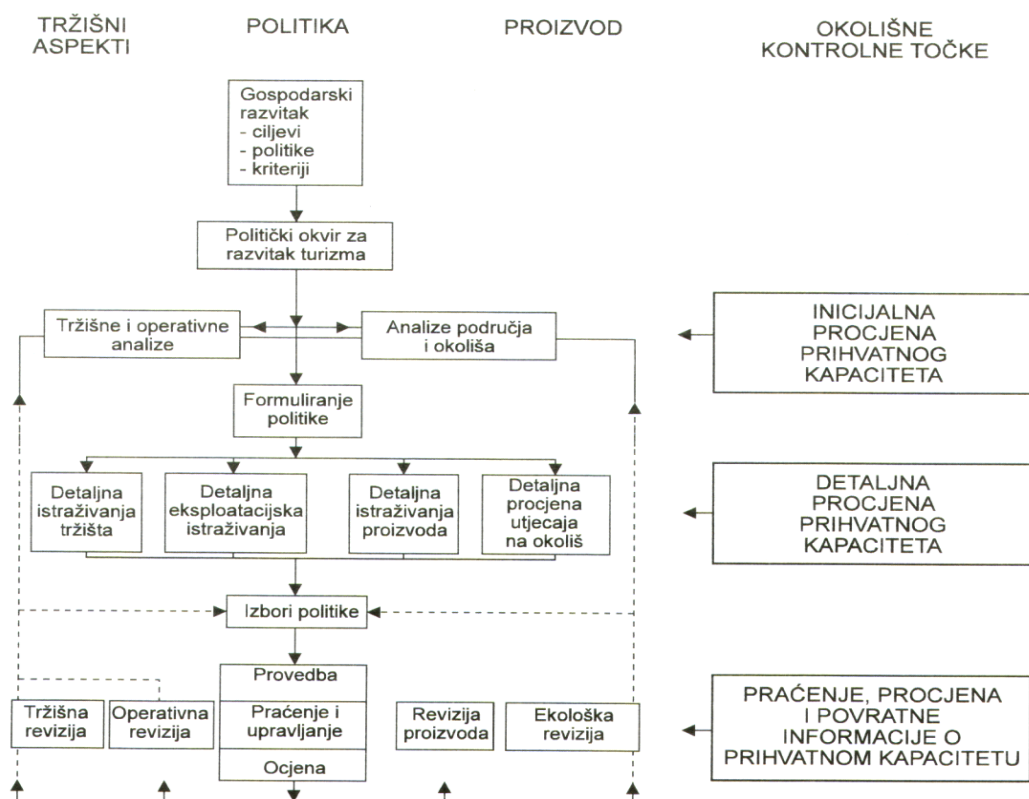 TRŽIŠNI
ASPEKTI
POLITIKA
PROIZVOD
OKOLIŠNE
KONTROLNE TOČKE
Gospodarski
razvitak
- ciljevi
- politike
- kriteriji
Politički okvir za
razvitak turizma
Tržišne i operativne
analize
Analize područja
i okoliša
INICIJALNA
PROCJENA
PRIHVATNOG
KAPACITETA
Formuliranje
politike
Detaljna
istraživanja
tržišta
Detaljna
eksploatacijska
istraživanja
Detaljna
istraživanja
proizvoda
Detaljna
procjena
utjecaja
na okoliš
DETALJNA
PROCJENA
PRIHVATNOG
KAPACITETA
Izbori politike
Provedba
Praćenje i
upravljanje
Ocjena
Tržišna
revizija
Operativna
revizija
Revizija
proizvoda
Ekološka
revizija
PRAĆENJE, PROCJENA
I POVRATNE
INFORMACIJE O
PRIHVATNOM KAPACITETU